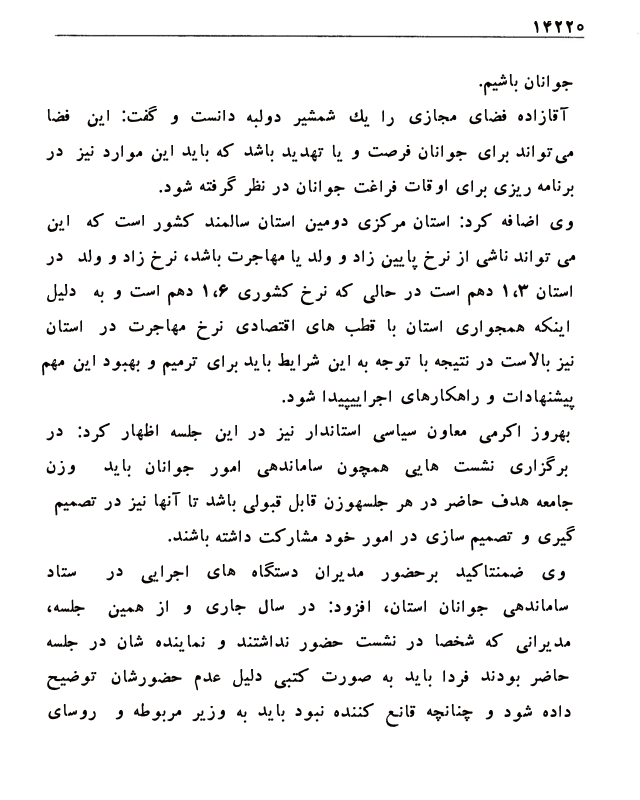 ۱۴۲۲۰
جوانان باشیم.
آقازاده فضای مجازی را یك شمشیر دولبه دانست و گفت: این فضا
می‌تواند برای جوانان فرصت و یا تهدید باشد که باید این موارد نیز در
برنامه ریزی برای اوقات فراغت جوانان در نظر گرفته شود.
وی اضافه کرد: استان مرکزی دومین استان سالمند کشور است که این
می تواند ناشی از نرخ پایین زاد و ولد یا مهاجرت باشد، نرخ زاد و ولد در
استان ۱،۳ دهم است در حالی که نرخ کشوری ۱،۶ دهم است و به دلیل
اینکه همجواری استان با قطب های اقتصادی نرخ مهاجرت در استان
نیز بالاست در نتیجه با توجه به این شرایط باید برای ترمیم و بهبود این مهم
پیشنهادات و راهکارهای اجراییپیدا شود.
بهروز اکرمی معاون سیاسی استاندار نیز در این جلسه اظهار کرد: در
برگزاری نشست هایی همچون ساماندهی امور جوانان باید وزن
جامعه هدف حاضر در هر جلسهوزن قابل قبولی باشد تا آنها نیز در تصمیم
گیری و تصمیم سازی در امور خود مشارکت داشته باشند.
وی ضمنتاکید برحضور مدیران دستگاه های اجرایی در ستاد
ساماندهی جوانان استان، افزود: در سال جاری و از همین جلسه،
مدیرانی که شخصا در نشست حضور نداشتند و نماینده شان در جلسه
حاضر بودند فردا باید به صورت کتبی دلیل عدم حضورشان توضیح
داده شود و چنانچه قانع کننده نبود باید به وزیر مربوطه و روسای